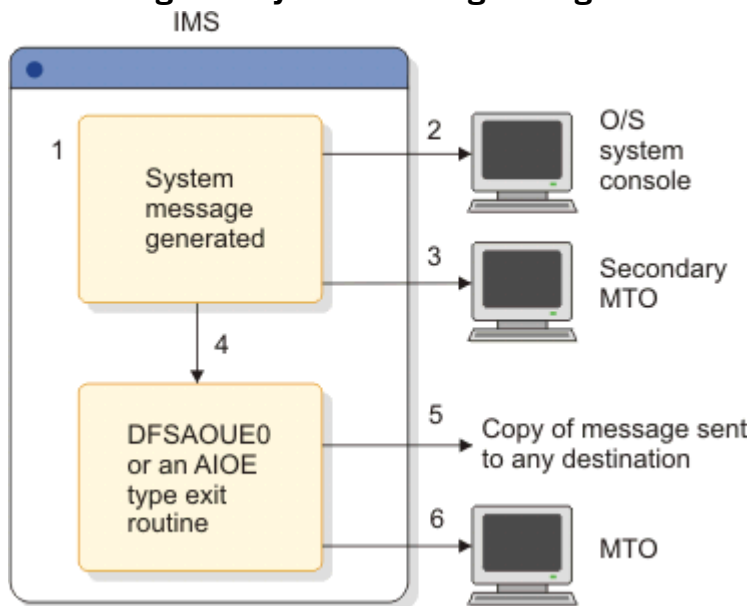 IMS
1
System
message
generated
2
O/S
system
console
3
Secondary
MTO
4
DFSAOUE0
or an AIOE
type exit
routine
5
Copy of message sent
to any destination
6
MTO